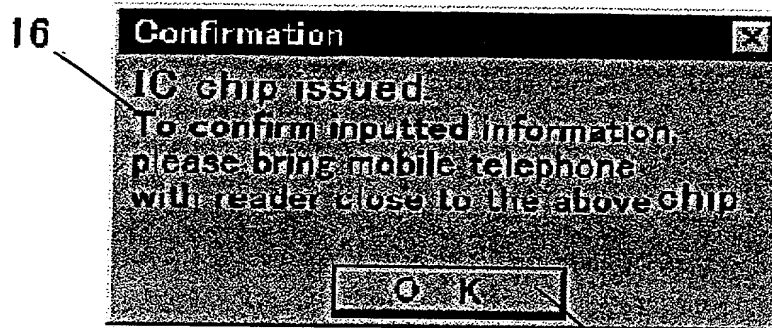 16
Confirmation
IC chip issued.
To confirm inputted information,
please bring mobile telephone
with reader close to the above chip.
O K